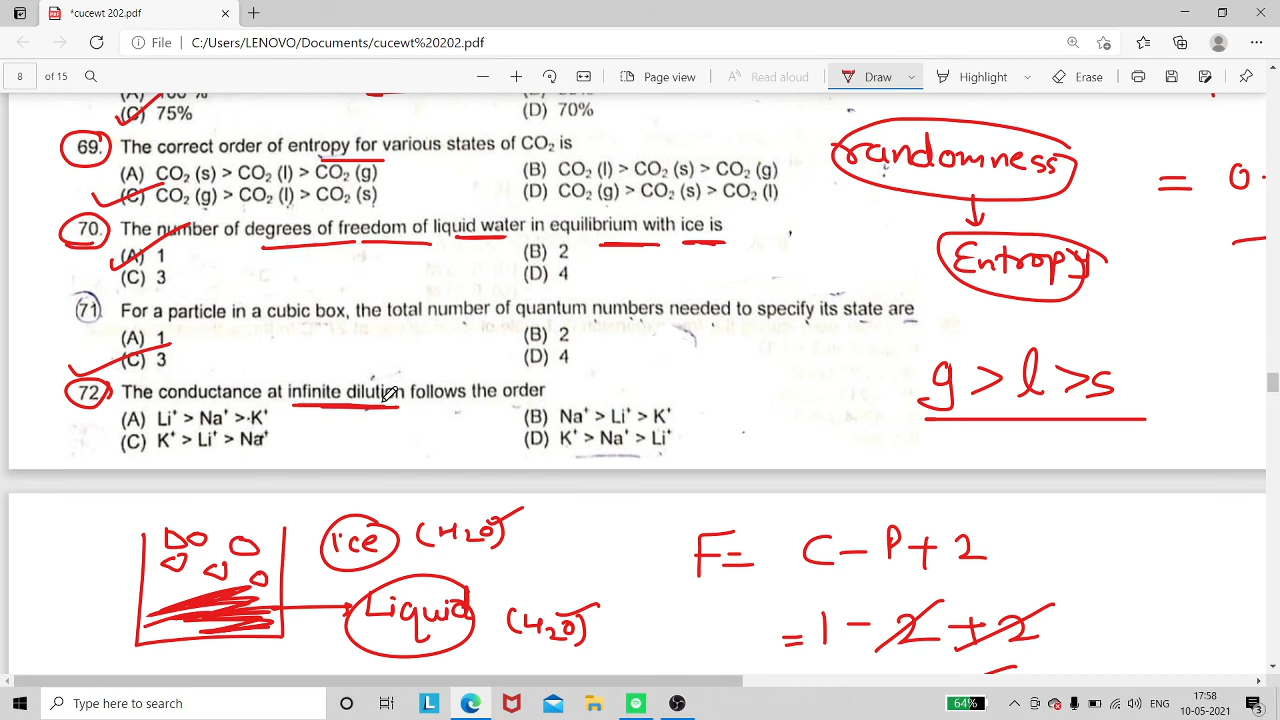 *cucewt 202.pdf
File
C:/Users/LENOVO/Documents/cucewt%20202.pdf
8 of 15
Page view
Read aloud
Draw
Highlight
Erase
(C) 75%
(D) 70%
69. The correct order of entropy for various states of CO₂ is
(A) CO₂ (s) > CO₂ (l) > CO₂ (g)
(B) CO₂ (l) > CO₂ (s) > CO₂ (g)
(C) CO₂ (g) > CO₂ (l) > CO₂ (s)
(D) CO₂ (g) > CO₂ (s) > CO₂ (l)
70. The number of degrees of freedom of liquid water in equilibrium with ice is
(A) 1
(B) 2
(C) 3
(D) 4
71. For a particle in a cubic box, the total number of quantum numbers needed to specify its state are
(A) 1
(B) 2
(C) 3
(D) 4
72. The conductance at infinite dilution follows the order
(A) Li⁺ > Na⁺ > K⁺
(B) Na⁺ > Li⁺ > K⁺
(C) K⁺ > Li⁺ > Na⁺
(D) K⁺ > Na⁺ > Li⁺
randomness
= 0.
Entropy
g > l > s
Ice (H₂O)
Liquid (H₂O)
F = C - P + 2
= 1 - 2 + 2
Type here to search
64%
17:58
10-05-2021
3